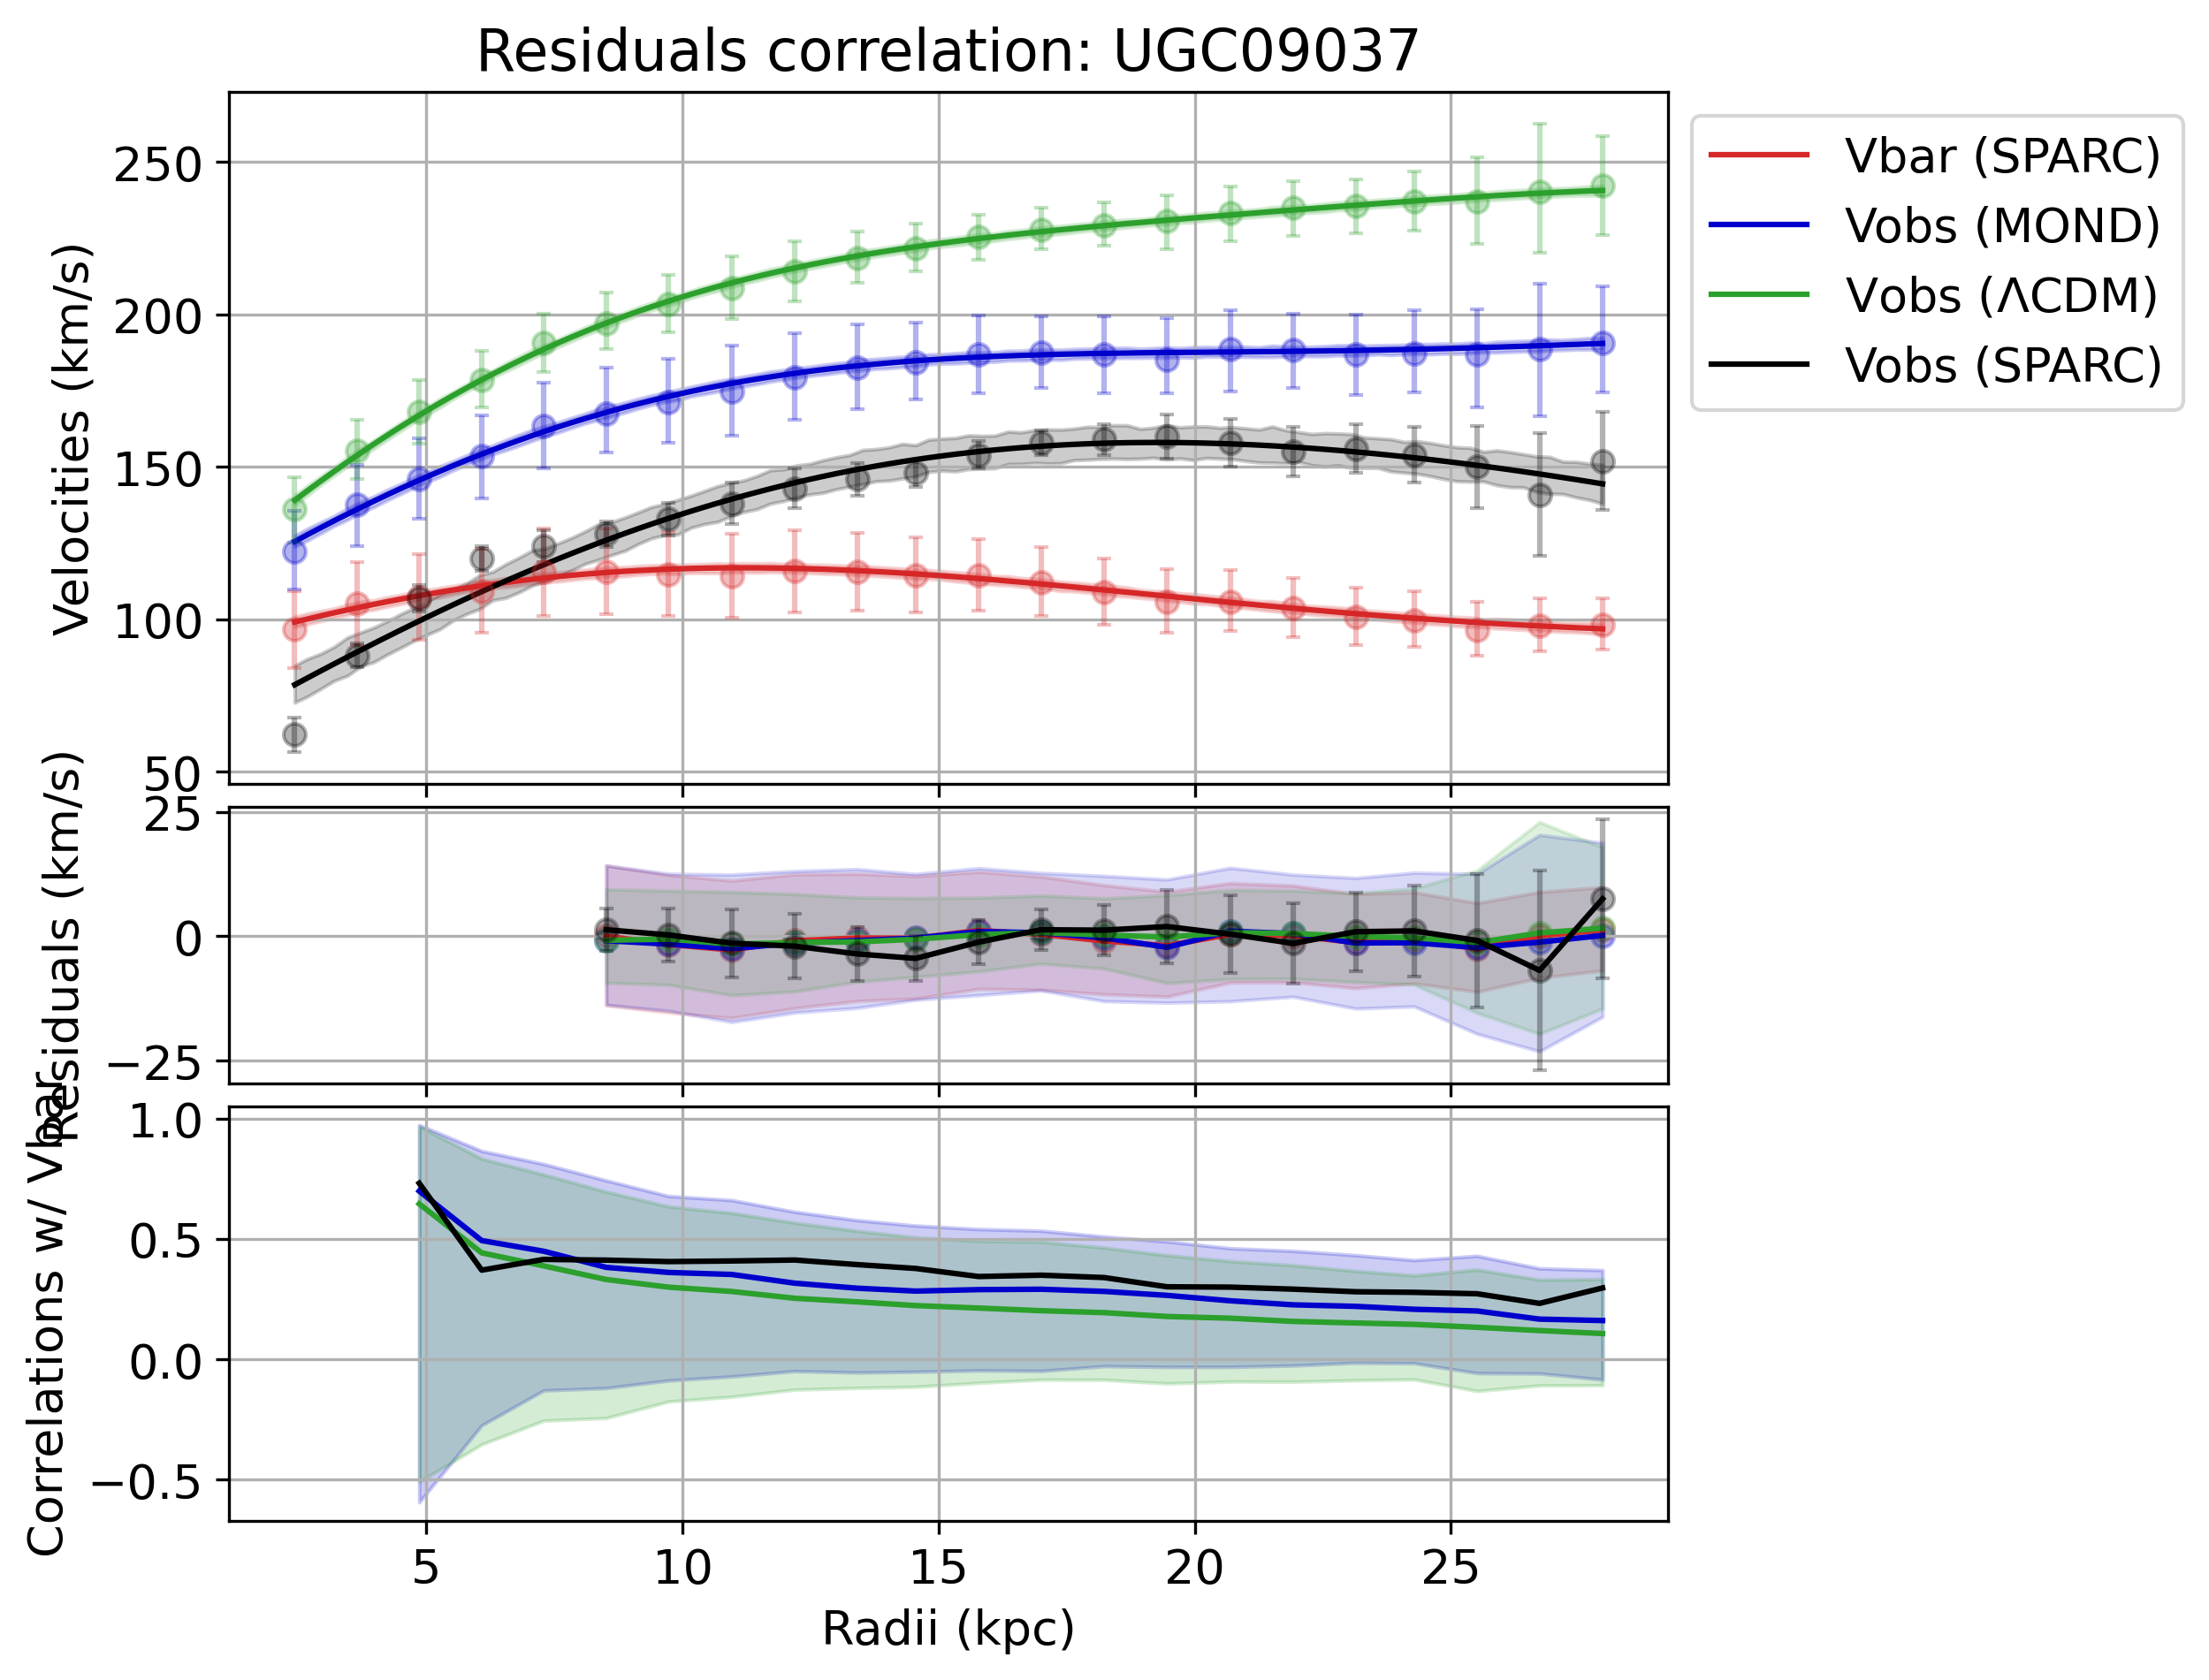 Residuals correlation: UGC09037
Velocities (km/s)
250
200
150
100
50
Vbar (SPARC)
Vobs (MOND)
Vobs (ΛCDM)
Vobs (SPARC)
Residuals (km/s)
25
0
−25
Correlations w/ Vbar
1.0
0.5
0.0
−0.5
5 10 15 20 25
Radii (kpc)